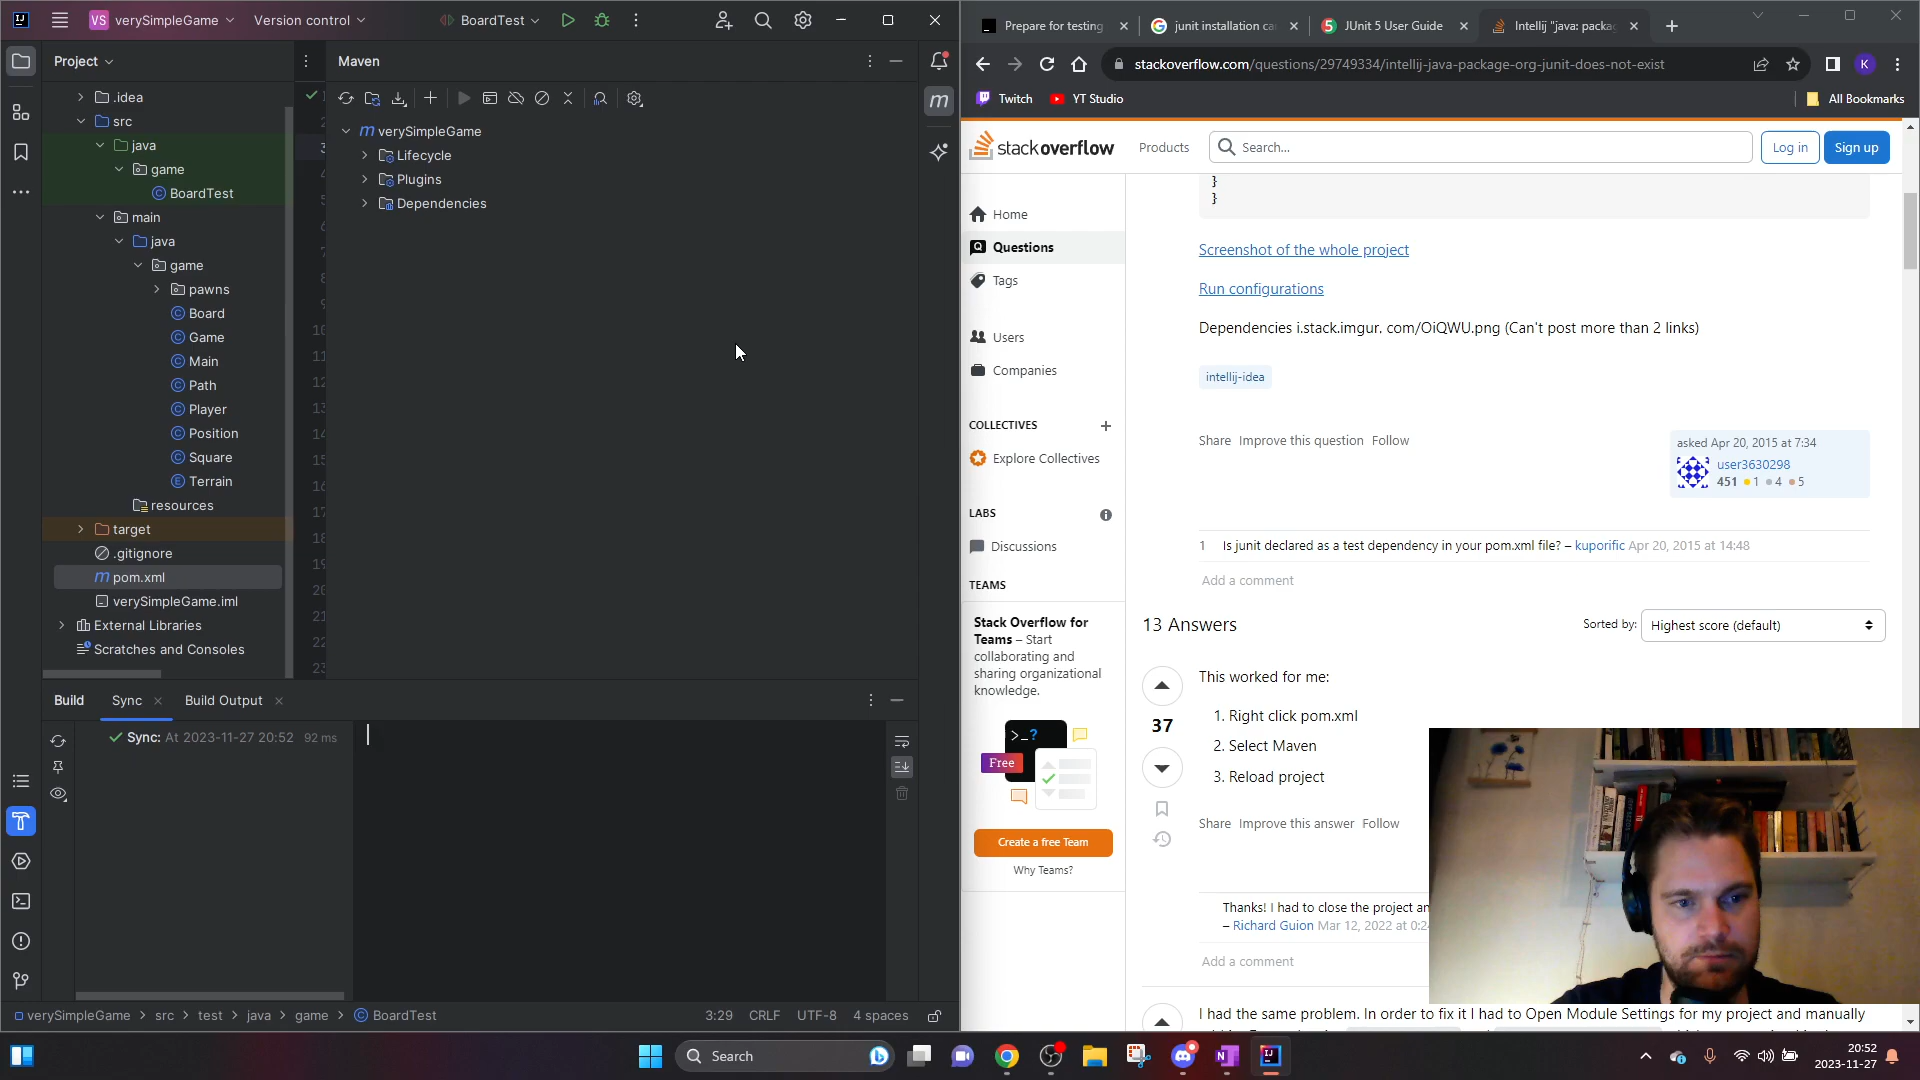 VS verySimpleGame Version control BoardTest
Project
.idea
src
java
game
BoardTest
main
java
game
pawns
Board
Game
Main
Path
Player
Position
Square
Terrain
resources
target
.gitignore
pom.xml
verySimpleGame.iml
External Libraries
Scratches and Consoles
Maven
verySimpleGame
Lifecycle
Plugins
Dependencies
Build Sync Build Output
Sync: At 2023-11-27 20:52 92 ms
verySimpleGame > src > test > java > game > BoardTest 3:29 CRLF UTF-8 4 spaces
Prepare for testing junit installation ca JUnit 5 User Guide Intellij "java: packa
stackoverflow.com/questions/29749334/intellij-java-package-org-junit-does-not-exist
Twitch YT Studio All Bookmarks
stackoverflow Products Search... Log in Sign up
Home
Questions
Tags
Users
Companies
COLLECTIVES
Explore Collectives
LABS
Discussions
TEAMS
Stack Overflow for
Teams – Start
collaborating and
sharing organizational
knowledge.
Free
Create a free Team
Why Teams?
}
}
Screenshot of the whole project
Run configurations
Dependencies i.stack.imgur. com/OiQWU.png (Can't post more than 2 links)
intellij-idea
Share Improve this question Follow
asked Apr 20, 2015 at 7:34
user3630298
451 1 4 5
1 Is junit declared as a test dependency in your pom.xml file? – kuporific Apr 20, 2015 at 14:48
Add a comment
13 Answers
Sorted by: Highest score (default)
37
This worked for me:
1. Right click pom.xml
2. Select Maven
3. Reload project
Share Improve this answer Follow
Thanks! I had to close the project an
– Richard Guion Mar 12, 2022 at 0:2
Add a comment
I had the same problem. In order to fix it I had to Open Module Settings for my project and manually
Search
20:52
2023-11-27